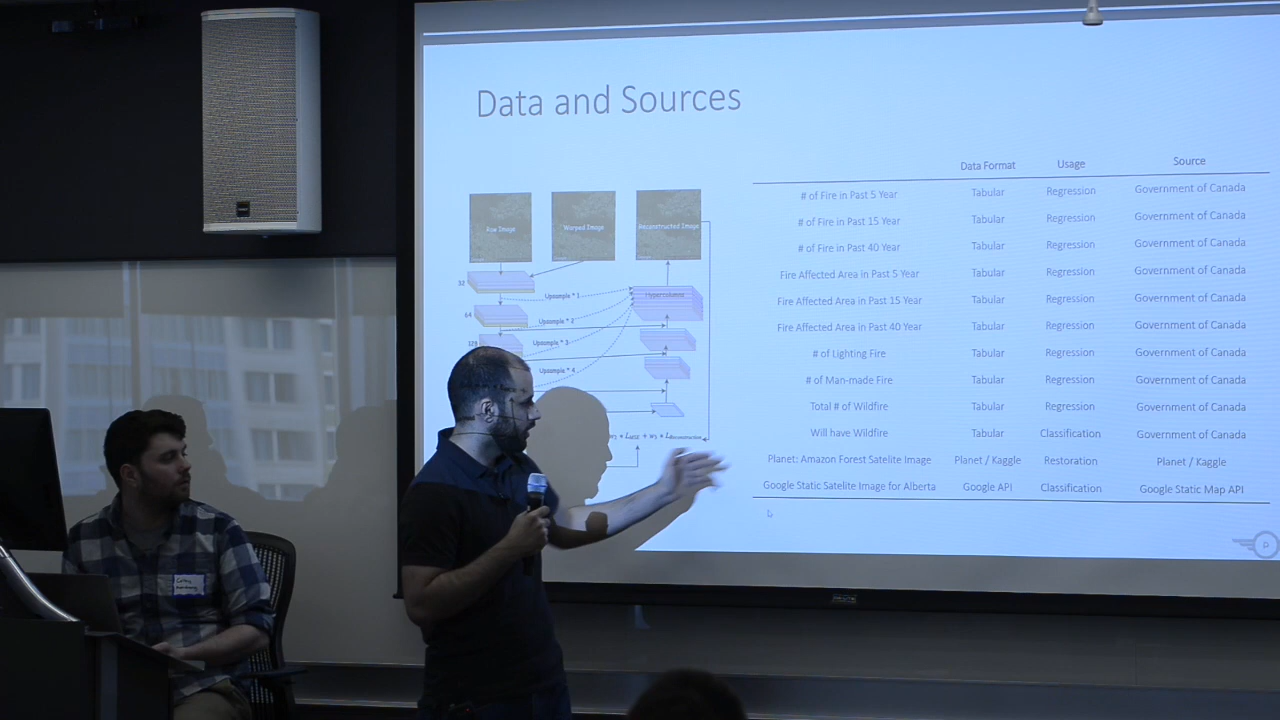 Data and Sources
Data Format Usage Source
# of Fire in Past 5 Year Tabular Regression Government of Canada
# of Fire in Past 15 Year Tabular Regression Government of Canada
# of Fire in Past 40 Year Tabular Regression Government of Canada
Fire Affected Area in Past 5 Year Tabular Regression Government of Canada
Fire Affected Area in Past 15 Year Tabular Regression Government of Canada
Fire Affected Area in Past 40 Year Tabular Regression Government of Canada
# of Lighting Fire Tabular Regression Government of Canada
# of Man-made Fire Tabular Regression Government of Canada
Total # of Wildfire Tabular Regression Government of Canada
Will have Wildfire Tabular Classification Government of Canada
Planet: Amazon Forest Satelite Image Planet / Kaggle Restoration Planet / Kaggle
Google Static Satelite Image for Alberta Google API Classification Google Static Map API
Raw Image Warped Image Reconstructed Image
32
Upsample * 1 Hypercolumns
64
Upsample * 2
128
Upsample * 3
Upsample * 4